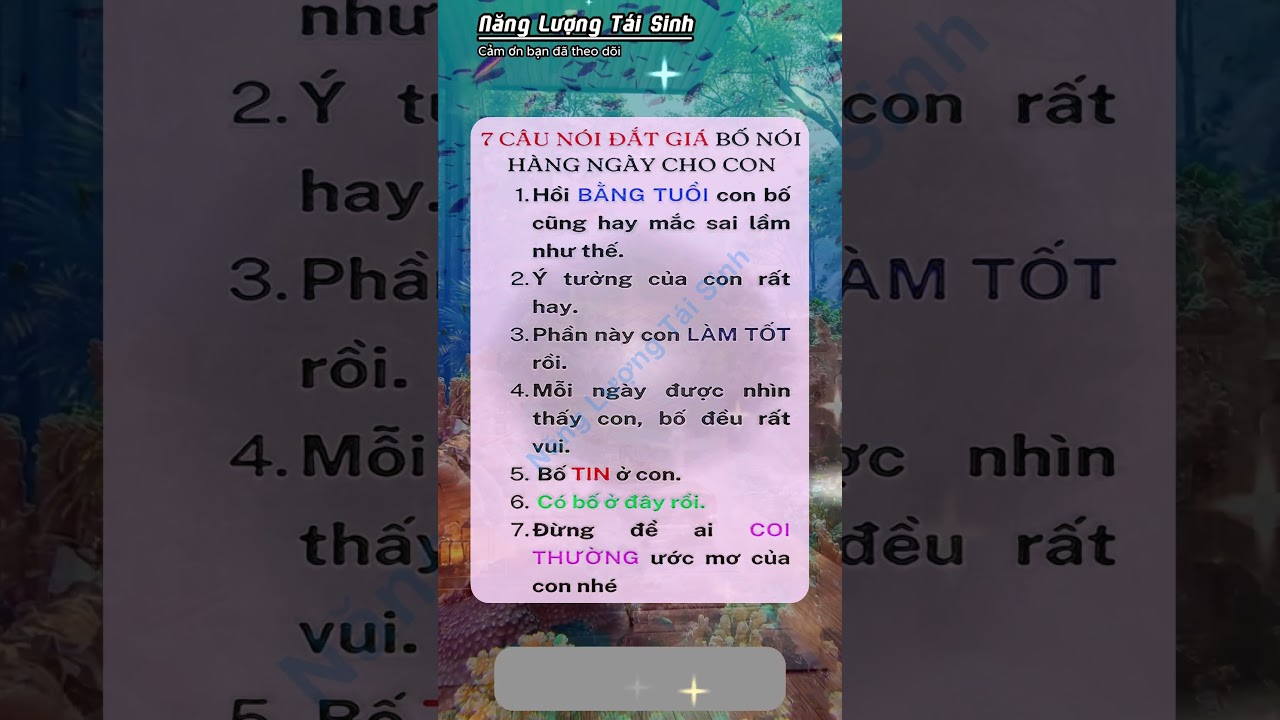 Năng Lượng Tái Sinh
Cảm ơn bạn đã theo dõi
7 CÂU NÓI ĐẮT GIÁ BỐ NÓI
HÀNG NGÀY CHO CON
1. Hồi BẰNG TUỔI con bố
cũng hay mắc sai lầm
như thế.
2. Ý tưởng của con rất
hay.
3. Phần này con LÀM TỐT
rồi.
4. Mỗi ngày được nhìn
thấy con, bố đều rất
vui.
5. Bố TIN ở con.
6. Có bố ở đây rồi.
7. Đừng để ai COI
THƯỜNG ước mơ của
con nhé
Năng Lượng Tái Sinh